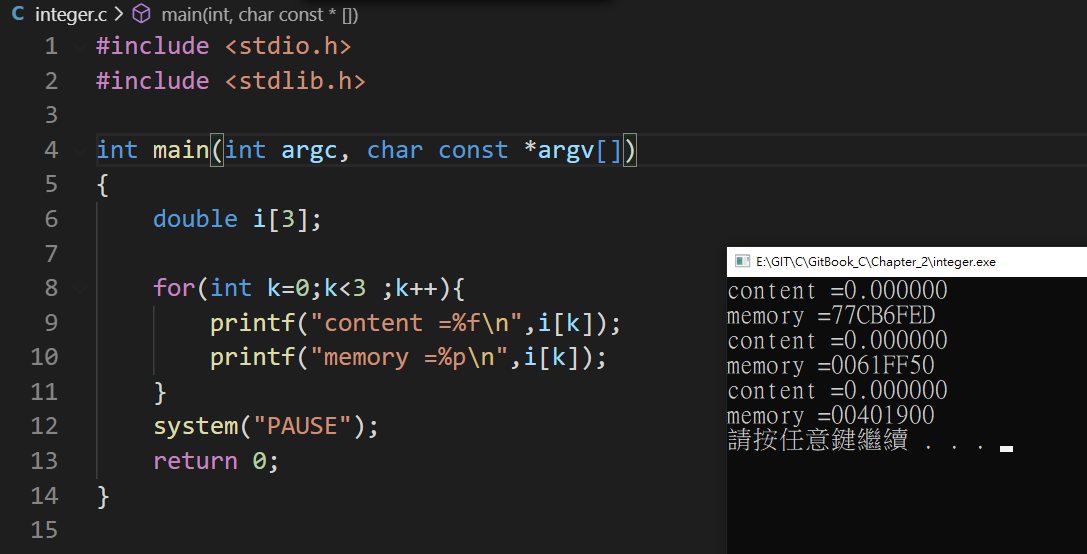 integer.c > main(int, char const * [])
1 #include <stdio.h>
2 #include <stdlib.h>
3
4 int main(int argc, char const *argv[])
5 {
6     double i[3];
7
8     for(int k=0;k<3 ;k++){
9         printf("content =%f\n",i[k]);
10         printf("memory =%p\n",i[k]);
11     }
12     system("PAUSE");
13     return 0;
14 }
15
E:\GIT\C\GitBook_C\Chapter_2\integer.exe
content =0.000000
memory =77CB6FED
content =0.000000
memory =0061FF50
content =0.000000
memory =00401900
請按任意鍵繼續 . . .